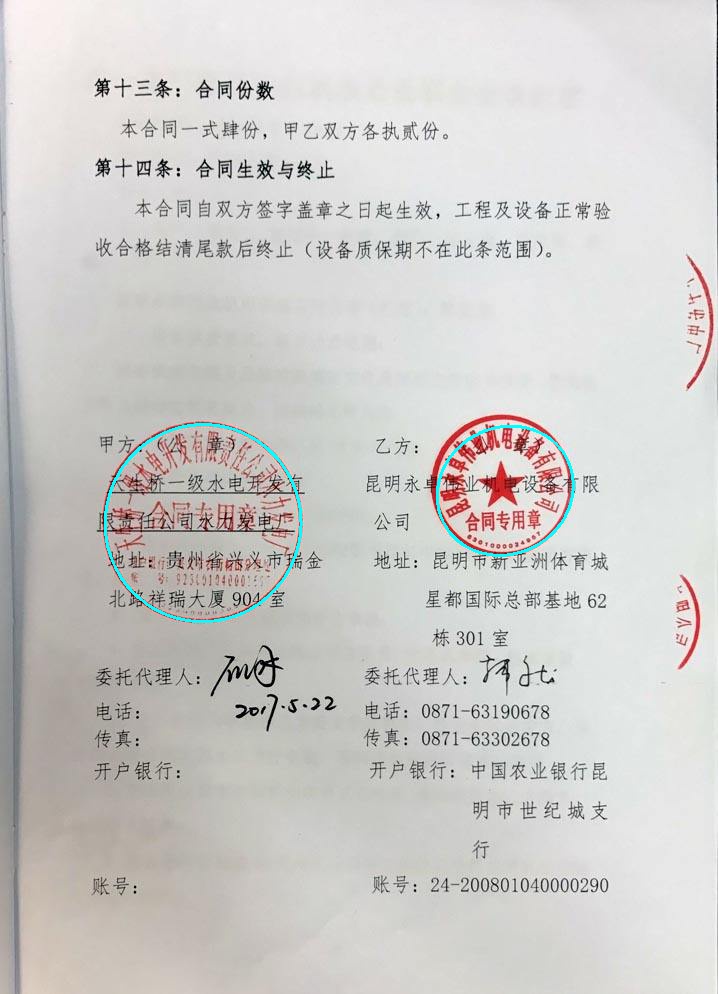 第十三条：合同份数
本合同一式肆份，甲乙双方各执贰份。
第十四条：合同生效与终止
本合同自双方签字盖章之日起生效，工程及设备正常验
收合格结清尾款后终止（设备质保期不在此条范围）。
甲方：（公 章）
天生桥一级水电开发有
限责任公司水力发电厂
地址：贵州省兴义市瑞金
北路祥瑞大厦904室
委托代理人：
2017.5.22
电话：
传真：
开户银行：
账号：
合同专用章
乙方：
昆明永卓伟业机电设备有限
公司
地址：昆明市新亚洲体育城
星都国际总部基地62
栋301室
委托代理人：
电话：0871-63190678
传真：0871-63302678
开户银行：中国农业银行昆
明市世纪城支
行
账号：24-200801040000290
合同专用章